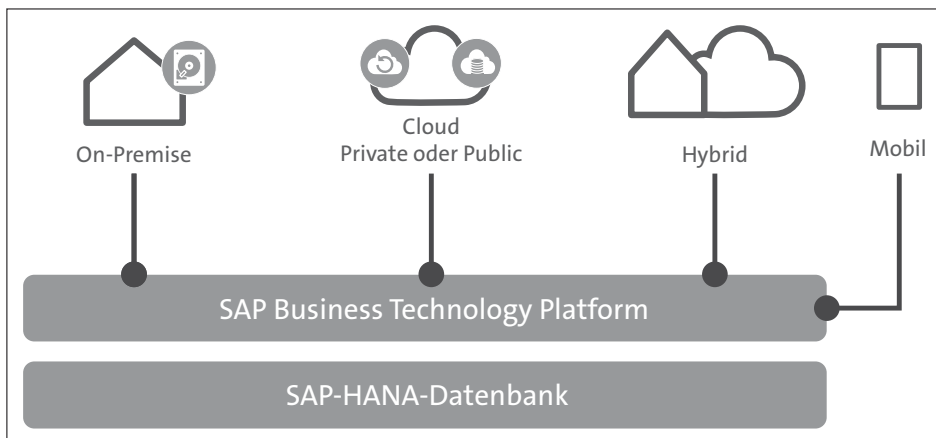 On-Premise
Cloud
Private oder Public
Hybrid
Mobil
SAP Business Technology Platform
SAP-HANA-Datenbank